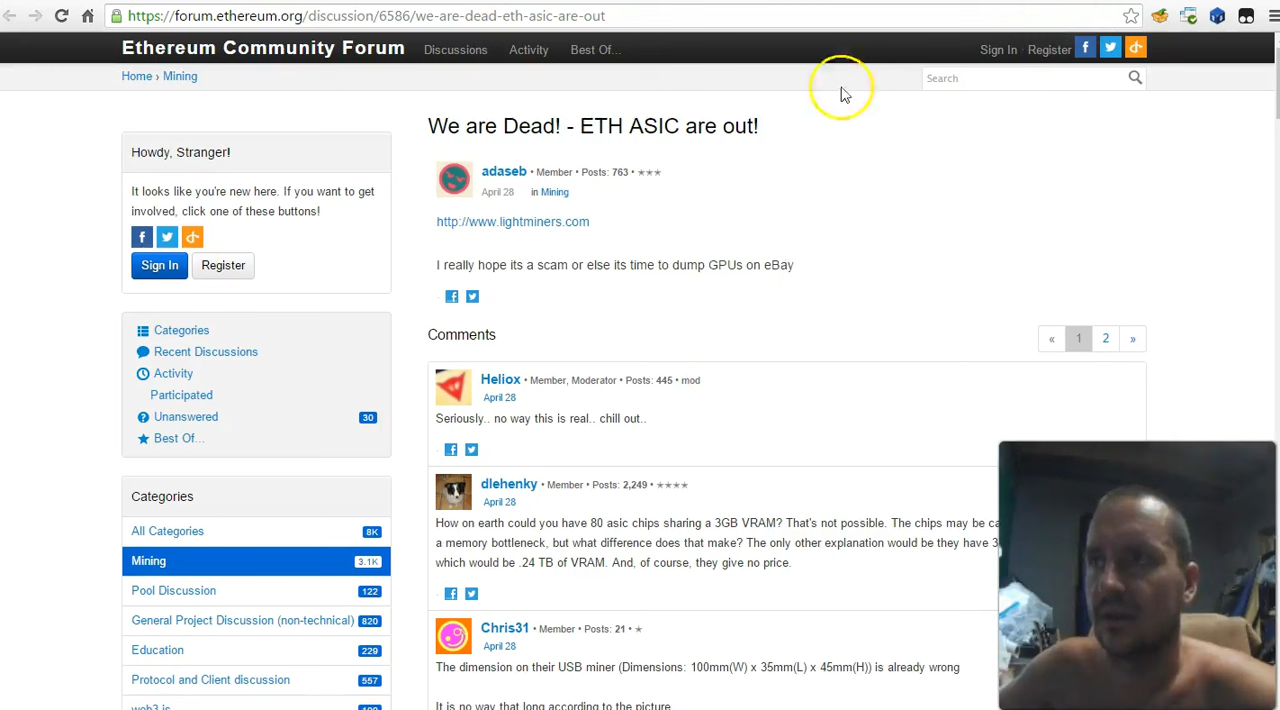 https://forum.ethereum.org/discussion/6586/we-are-dead-eth-asic-are-out
Ethereum Community Forum
Discussions
Activity
Best Of...
Sign In · Register
Home › Mining
Search
Howdy, Stranger!
It looks like you're new here. If you want to
get involved, click one of these buttons!
Sign In
Register
Categories
Recent Discussions
Activity
Participated
Unanswered
30
Best Of...
Categories
All Categories
8K
Mining
3.1K
Pool Discussion
122
General Project Discussion (non-technical)
820
Education
229
Protocol and Client discussion
557
web3.js
We are Dead! - ETH ASIC are out!
adaseb • Member • Posts: 763 • ★★★
April 28 in Mining
http://www.lightminers.com
I really hope its a scam or else its time to dump GPUs on eBay
Comments
« 1 2 »
Heliox • Member, Moderator • Posts: 445 • mod
April 28
Seriously.. no way this is real.. chill out..
dlehenky • Member • Posts: 2,249 • ★★★★
April 28
How on earth could you have 80 asic chips sharing a 3GB VRAM? That's not possible. The chips may be
a memory bottleneck, but what difference does that make? The only other explanation would be they have
which would be .24 TB of VRAM. And, of course, they give no price.
Chris31 • Member • Posts: 21 • ★
April 28
The dimension on their USB miner (Dimensions: 100mm(W) x 35mm(L) x 45mm(H)) is already wrong
It is no way that long according to the picture